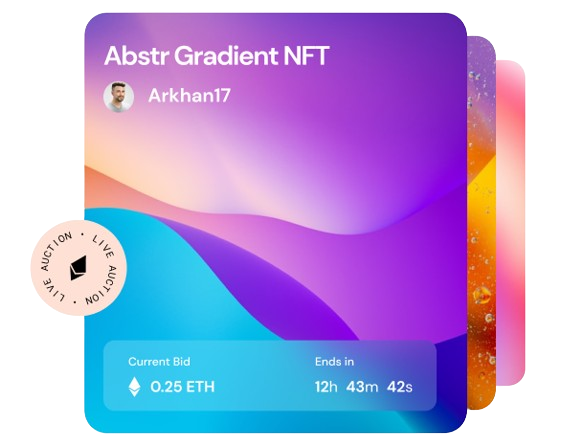 Abstr Gradient NFT
Arkhan17
LIVE AUCTION • LIVE AUCTION •
Current Bid
Ends in
0.25 ETH
12h 43m 42s